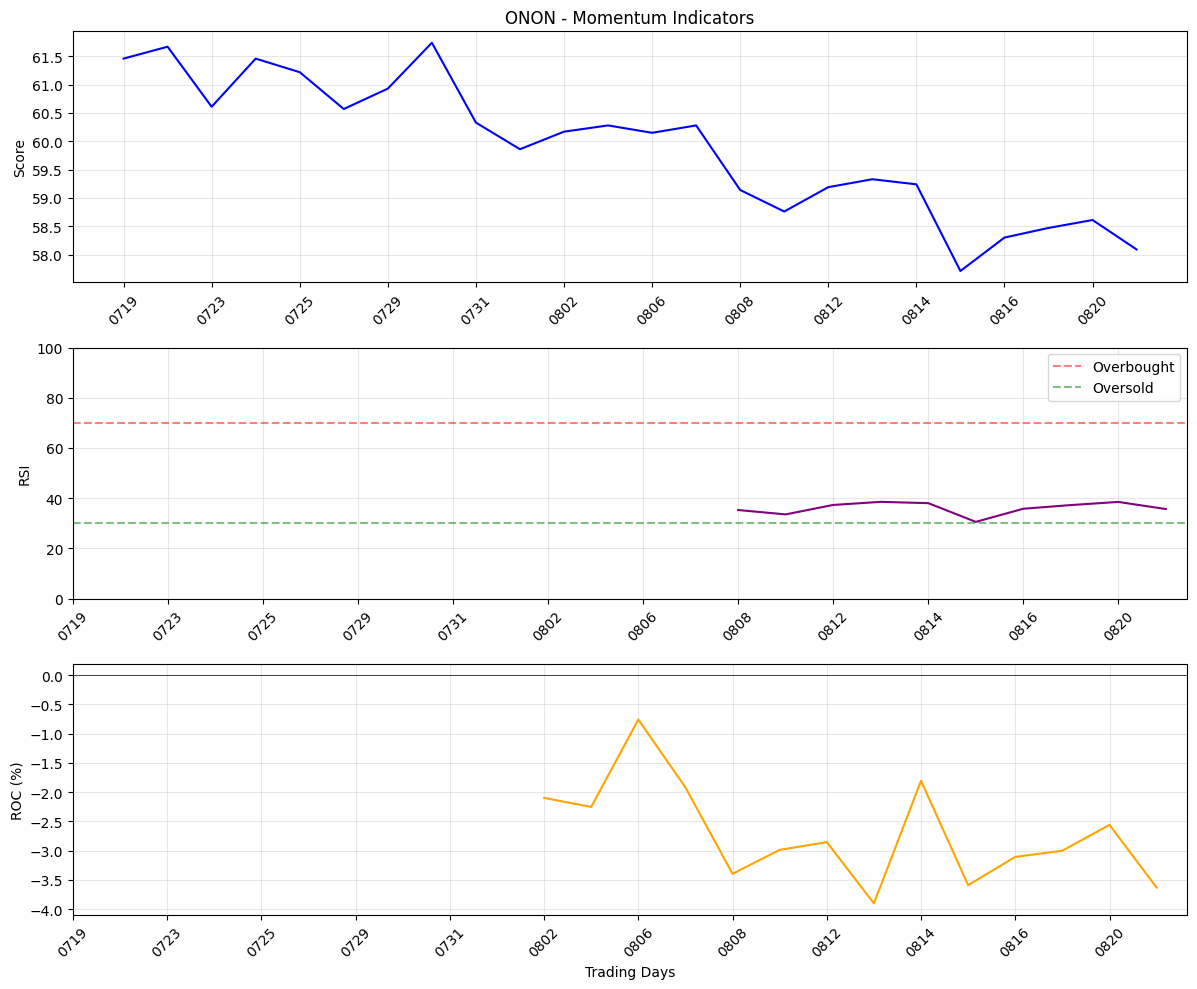 ONON - Momentum Indicators
61.5
61.0
60.5
60.0
59.5
59.0
58.5
58.0
Score
0719 0723 0725 0729 0731 0802 0806 0808 0812 0814 0816 0820
Overbought
Oversold
100
80
60
40
20
0
RSI
0719 0723 0725 0729 0731 0802 0806 0808 0812 0814 0816 0820
0.0
−0.5
−1.0
−1.5
−2.0
−2.5
−3.0
−3.5
−4.0
ROC (%)
0719 0723 0725 0729 0731 0802 0806 0808 0812 0814 0816 0820
Trading Days